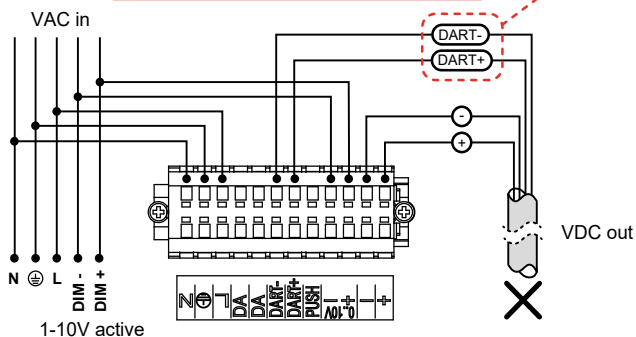 VAC in
DART-
DART+
-
+
VDC out
N ⏚ L DIM - DIM +
N ⏚ L DA DA DART- DART+ PUSH - + 0..10V - +
1-10V active